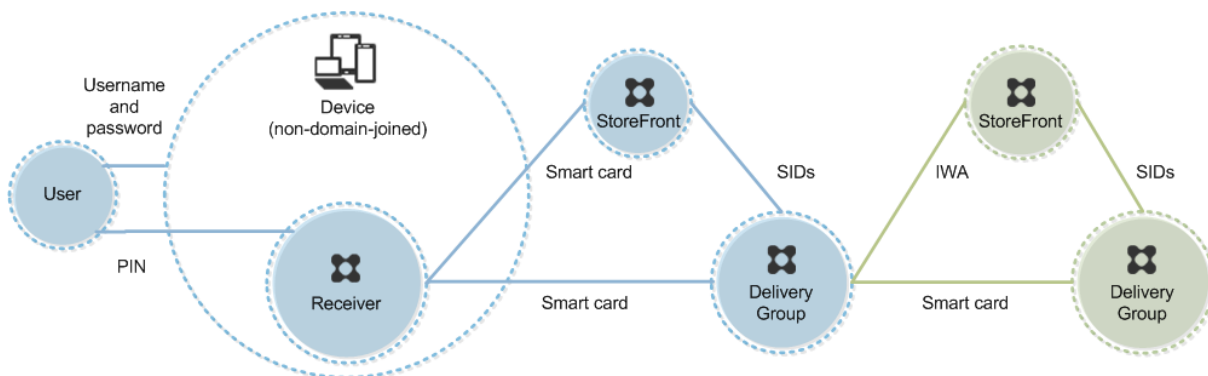 Username
and
password
User
PIN
Device
(non-domain-joined)
Receiver
StoreFront
Smart card
SIDs
Smart card
Delivery
Group
StoreFront
IWA
SIDs
Smart card
Delivery
Group